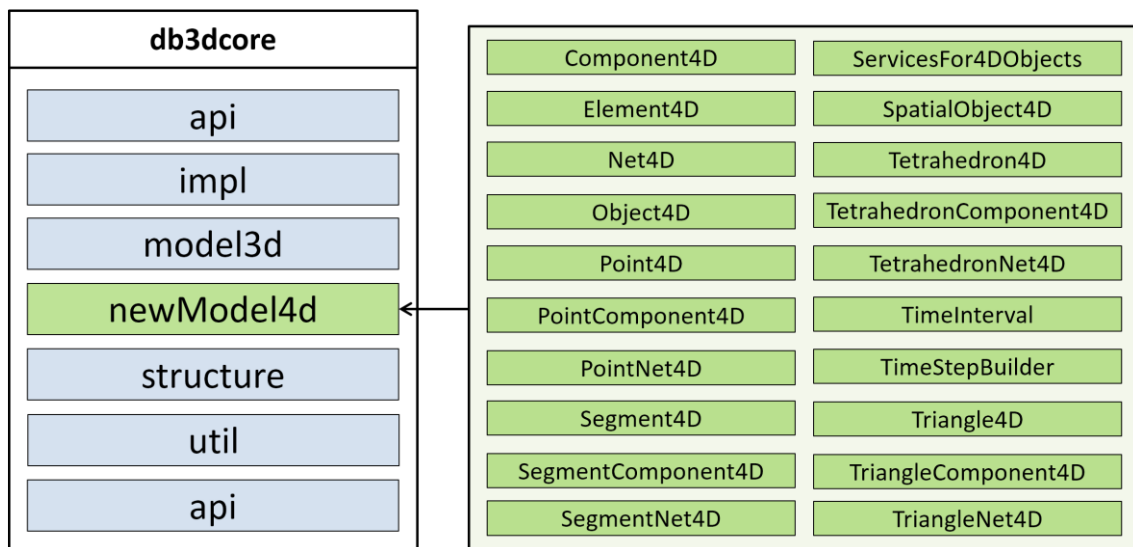 db3dcore
api
impl
model3d
newModel4d
structure
util
api
Component4D
Element4D
Net4D
Object4D
Point4D
PointComponent4D
PointNet4D
Segment4D
SegmentComponent4D
SegmentNet4D
ServicesFor4DObjects
SpatialObject4D
Tetrahedron4D
TetrahedronComponent4D
TetrahedronNet4D
TimeInterval
TimeStepBuilder
Triangle4D
TriangleComponent4D
TriangleNet4D